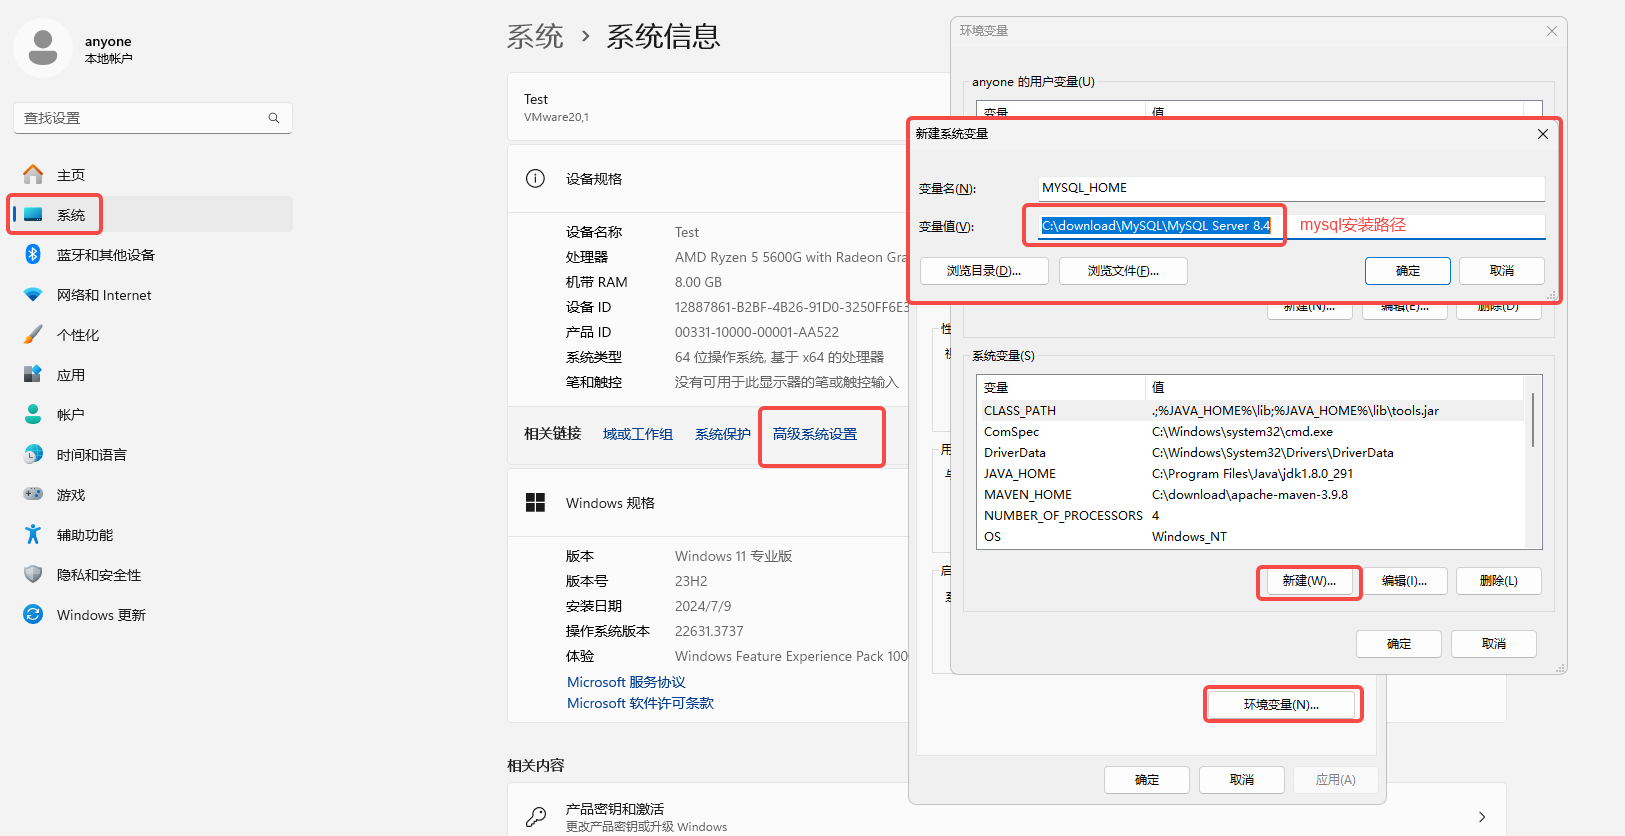 anyone
本地帐户
查找设置
主页
系统
蓝牙和其他设备
网络和 Internet
个性化
应用
帐户
时间和语言
游戏
辅助功能
隐私和安全性
Windows 更新
系统 › 系统信息
Test
VMware20,1
设备规格
设备名称 Test
处理器 AMD Ryzen 5 5600G with Radeon Gra
机带 RAM 8.00 GB
设备 ID 12887861-B2BF-4B26-91D0-3250FF6E3
产品 ID 00331-10000-00001-AA522
系统类型 64 位操作系统, 基于 x64 的处理器
笔和触控 没有可用于此显示器的笔或触控输入
相关链接 域或工作组 系统保护 高级系统设置
Windows 规格
版本 Windows 11 专业版
版本号 23H2
安装日期 2024/7/9
操作系统版本 22631.3737
体验 Windows Feature Experience Pack 100
Microsoft 服务协议
Microsoft 软件许可条款
相关内容
产品密钥和激活
更改产品密钥或升级 Windows
环境变量
anyone 的用户变量(U)
变量 值
新建系统变量
变量名(N): MYSQL_HOME
变量值(V): C:\download\MySQL\MySQL Server 8.4 mysql安装路径
浏览目录(D)... 浏览文件(F)... 确定 取消
新建(N)... 编辑(E)... 删除(D)
系统变量(S)
变量 值
CLASS_PATH .;%JAVA_HOME%\lib;%JAVA_HOME%\lib\tools.jar
ComSpec C:\Windows\system32\cmd.exe
DriverData C:\Windows\System32\Drivers\DriverData
JAVA_HOME C:\Program Files\Java\jdk1.8.0_291
MAVEN_HOME C:\download\apache-maven-3.9.8
NUMBER_OF_PROCESSORS 4
OS Windows_NT
新建(W)... 编辑(I)... 删除(L)
确定 取消
环境变量(N)...
确定 取消 应用(A)